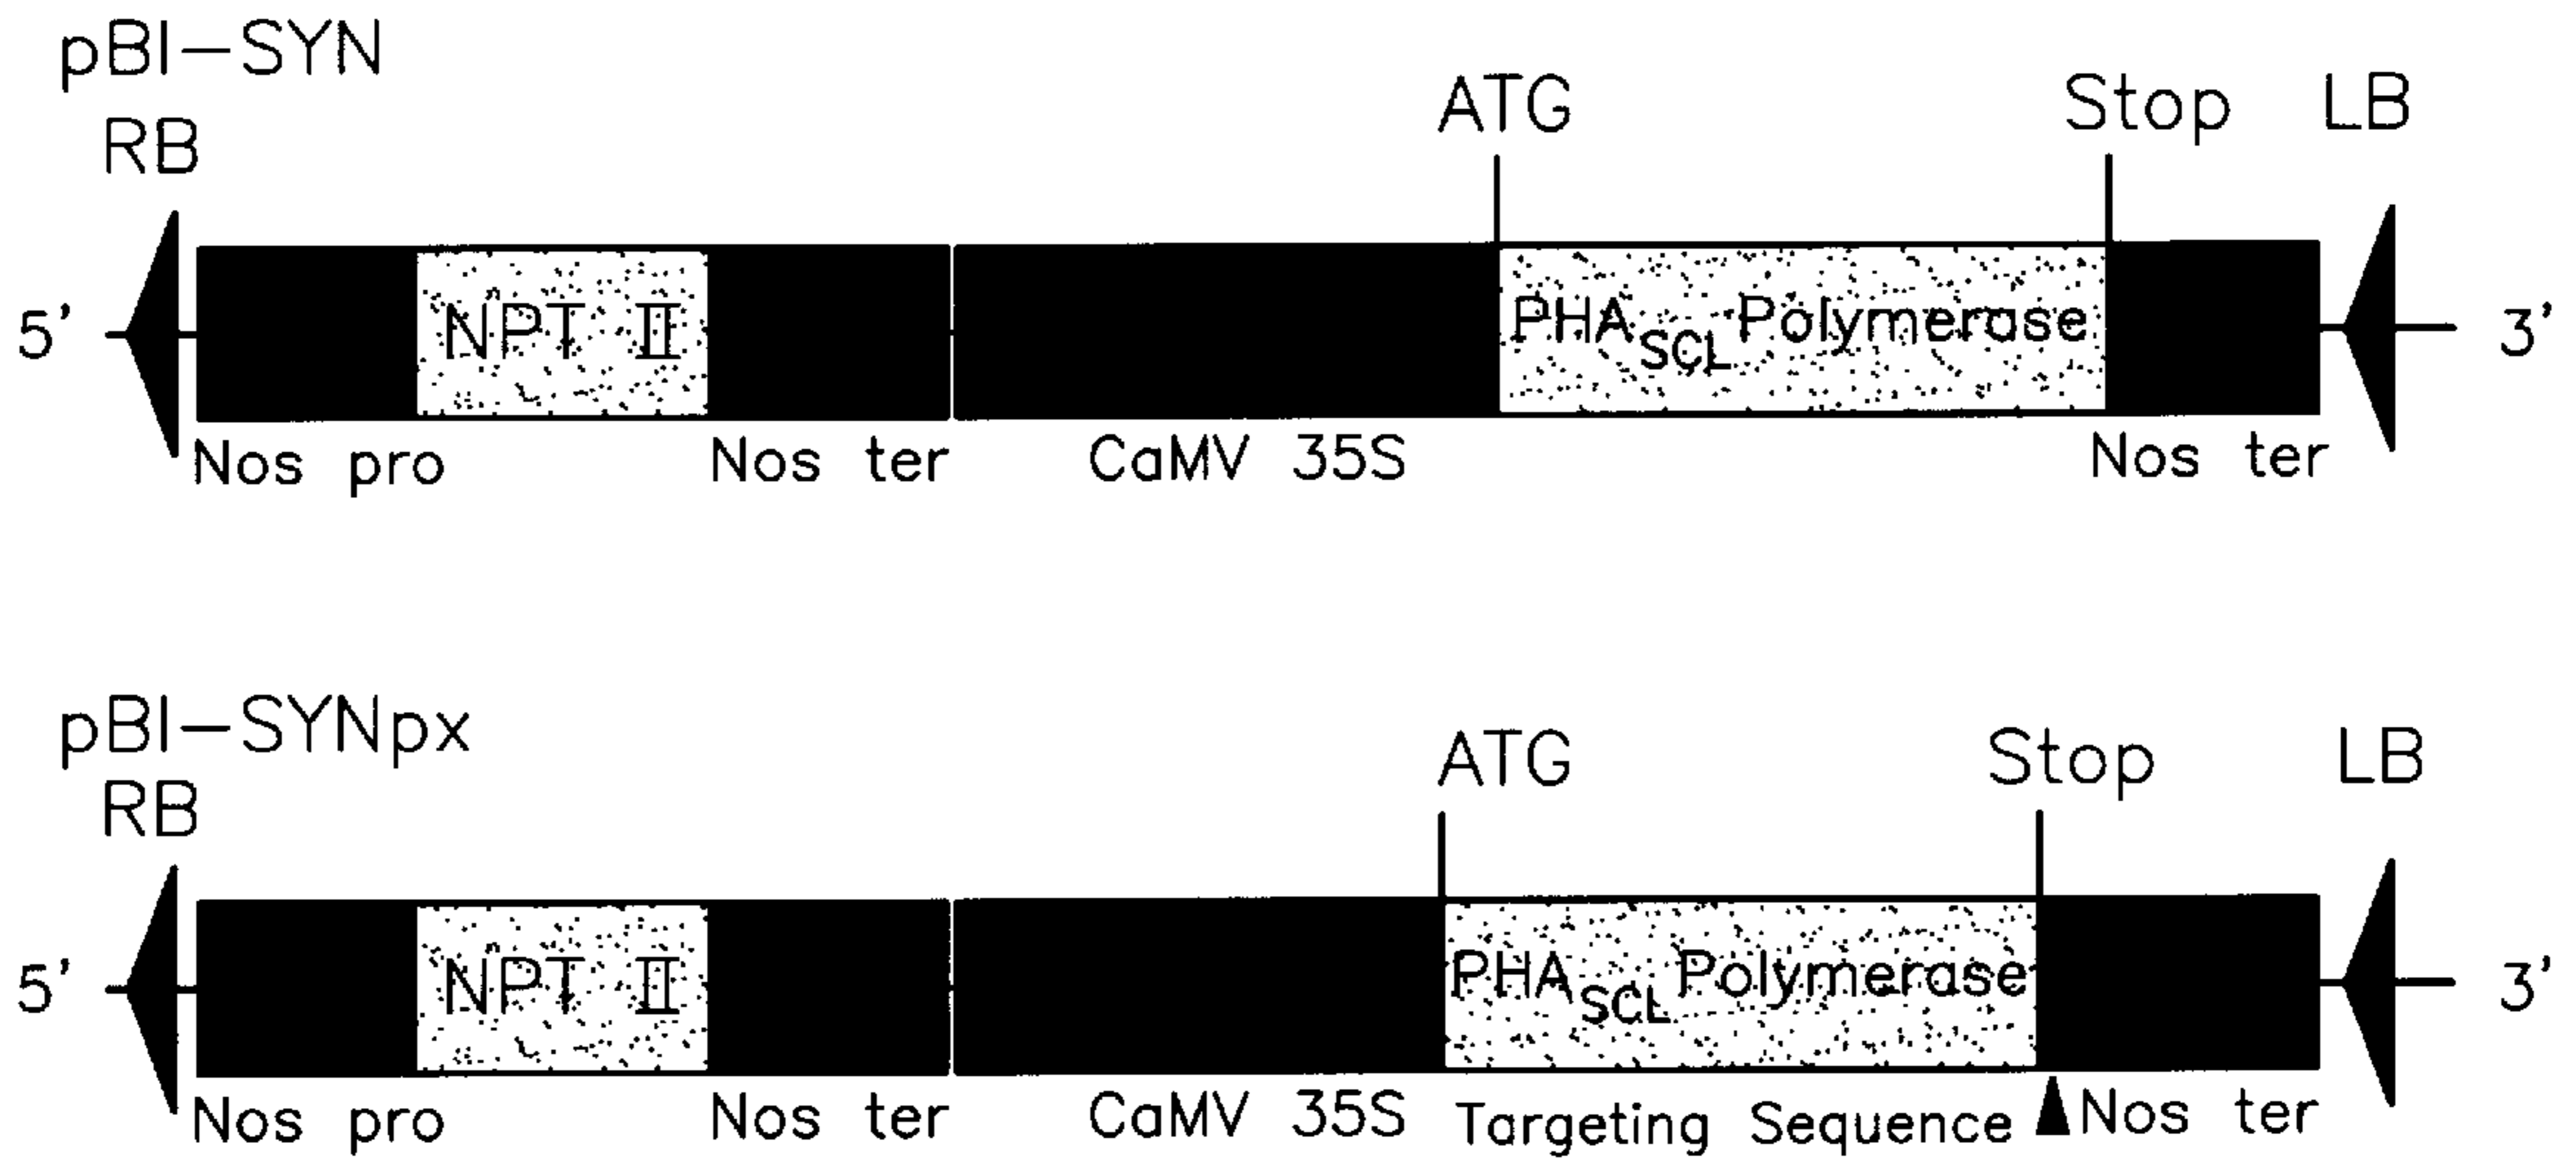 pBI-SYN
RB ATG Stop LB
5' NPT II PHA SCL Polymerase 3'
Nos pro Nos ter CaMV 35S Nos ter
pBI-SYNpx
RB ATG Stop LB
5' NPT II PHA SCL Polymerase 3'
Nos pro Nos ter CaMV 35S Targeting Sequence Nos ter